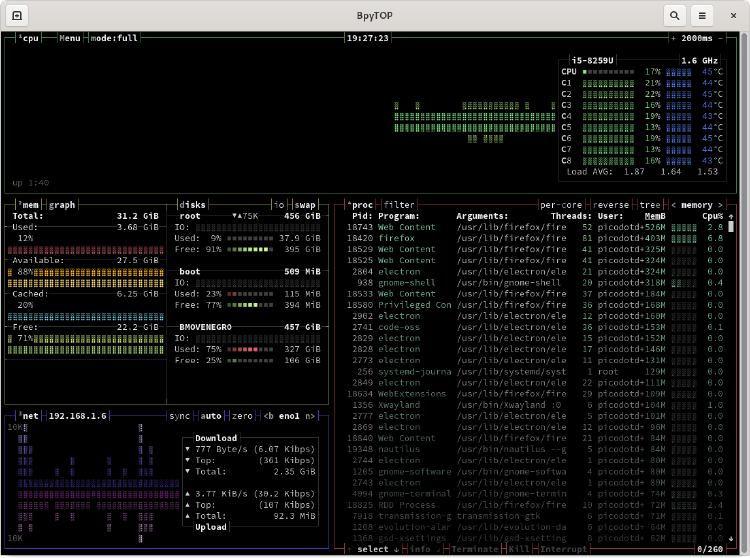 BpyTOP
¹cpu Menu mode:full 19:27:23 + 2000ms -
i5-8259U 1.6 GHz
CPU 17% 45°C
C1 21% 44°C
C2 22% 45°C
C3 16% 44°C
C4 19% 43°C
C5 13% 44°C
C6 19% 43°C
C7 13% 44°C
C8 16% 43°C
Load AVG: 1.87 1.64 1.53
up 1:40
²mem graph disks io swap
Total: 31.2 GiB
Used: 3.68 GiB
12%
Available: 27.5 GiB
88%
Cached: 6.25 GiB
20%
Free: 22.2 GiB
71%
root ▼▲75K 456 GiB
IO:
Used: 9% 37.9 GiB
Free: 91% 395 GiB
boot 509 MiB
IO:
Used: 23% 115 MiB
Free: 77% 394 MiB
BMOVENEGRO 457 GiB
Used: 75% 327 GiB
Free: 25% 106 GiB
³net 192.168.1.6 sync auto zero <b eno1 n>
10K
10K
Download
▼ 777 Byte/s (6.07 Kibps)
▼ Top: (361 Kibps)
▼ Total: 2.35 GiB
▲ 3.77 KiB/s (30.2 Kibps)
▲ Top: (107 Kibps)
▲ Total: 92.3 MiB
Upload
⁴proc filter per-core reverse tree < memory >
Pid: Program: Arguments: Threads: User: MemB Cpu% ↑
18743 Web Content /usr/lib/firefox/fire 52 picodotd+526M 2.8
18420 firefox /usr/lib/firefox/fire 81 picodotd+403M 6.8
18529 Web Content /usr/lib/firefox/fire 41 picodotd+325M 0.0
18525 Web Content /usr/lib/firefox/fire 41 picodotd+324M 0.0
2804 electron /usr/lib/electron/ele 21 picodotd+324M 0.0
938 gnome-shell /usr/bin/gnome-shell 20 picodotd+318M 0.4
18533 Web Content /usr/lib/firefox/fire 37 picodotd+184M 0.0
18580 Privileged Con /usr/lib/firefox/fire 36 picodotd+168M 0.0
2902 electron /usr/lib/electron/ele 12 picodotd+160M 0.0
2741 code-oss /usr/lib/electron/ele 36 picodotd+153M 0.1
2829 electron /usr/lib/electron/ele 15 picodotd+152M 0.0
2828 electron /usr/lib/electron/ele 17 picodotd+146M 0.0
2773 electron /usr/lib/electron/ele 11 picodotd+131M 0.0
256 systemd-journa /usr/lib/systemd/syst 1 root 129M 0.0
2849 electron /usr/lib/electron/ele 22 picodotd+111M 0.0
18634 WebExtensions /usr/lib/firefox/fire 29 picodotd+109M 0.0
1356 Xwayland /usr/bin/Xwayland :0 6 picodotd+104M 1.0
2777 electron /usr/lib/electron/ele 5 picodotd+101M 0.0
2869 electron /usr/lib/electron/ele 12 picodotd+ 96M 0.0
18840 Web Content /usr/lib/firefox/fire 21 picodotd+ 84M 0.0
19348 nautilus /usr/bin/nautilus --g 5 picodotd+ 84M 0.0
2744 electron /usr/lib/electron/ele 1 picodotd+ 80M 0.0
1205 gnome-software /usr/bin/gnome-softwa 4 picodotd+ 80M 0.0
2743 electron /usr/lib/electron/ele 1 picodotd+ 80M 0.0
4094 gnome-terminal /usr/lib/gnome-termin 4 picodotd+ 74M 0.3
18825 RDD Process /usr/lib/firefox/fire 10 picodotd+ 72M 2.4
7918 transmission-g transmission-gtk 6 picodotd+ 71M 0.1
1208 evolution-alar /usr/lib/evolution-da 6 picodotd+ 64M 0.0
1368 gsd-xsettings /usr/lib/gsd-xsetting 8 picodotd+ 62M 0.0 ↓
↑ select ↓ info ↲ Terminate Kill Interrupt 0/260